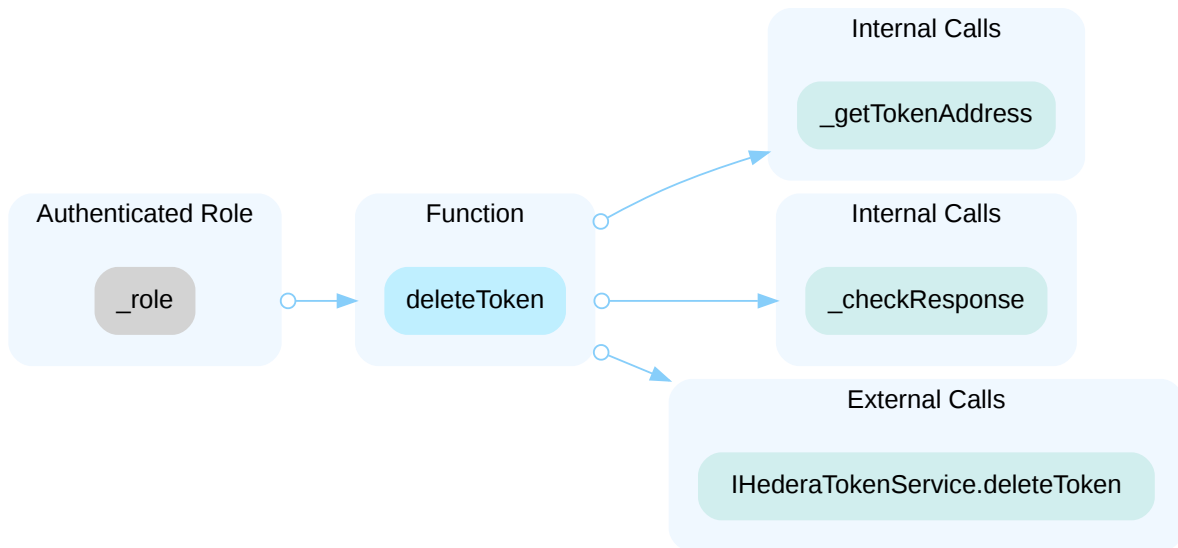 Authenticated Role
_role
Function
deleteToken
Internal Calls
_getTokenAddress
Internal Calls
_checkResponse
External Calls
IHederaTokenService.deleteToken